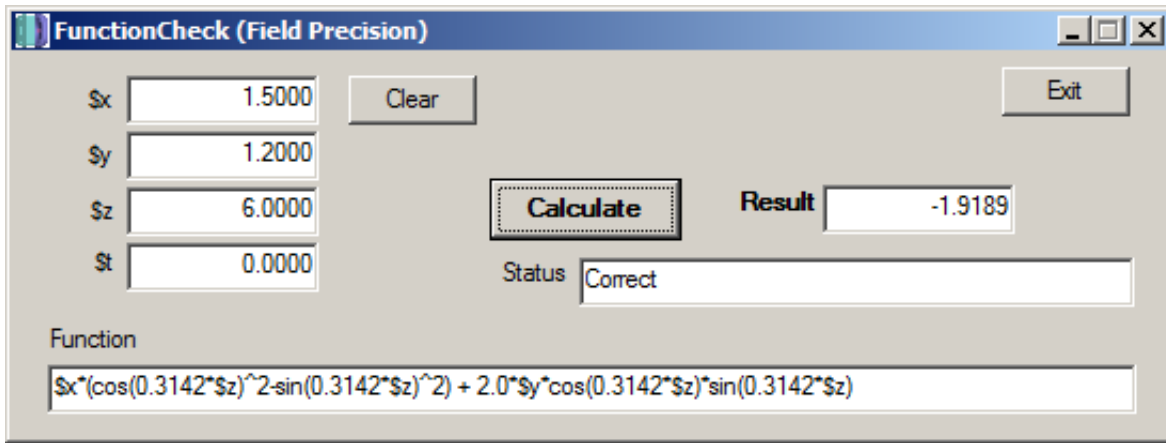 FunctionCheck (Field Precision)
$x 1.5000 Clear Exit
$y 1.2000
$z 6.0000 Calculate Result -1.9189
$t 0.0000
Status Correct
Function
$x*(cos(0.3142*$z)^2-sin(0.3142*$z)^2) + 2.0*$y*cos(0.3142*$z)*sin(0.3142*$z)